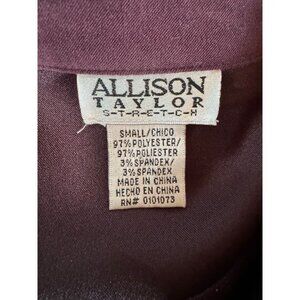 ALLISON
TAYLOR
S-T-R-E-T-C-H
SMALL/CHICO
97% POLYESTER/
97% POLIESTER
3% SPANDEX/
3% SPANDEX
MADE IN CHINA
HECHO EN CHINA
RN# 0101073